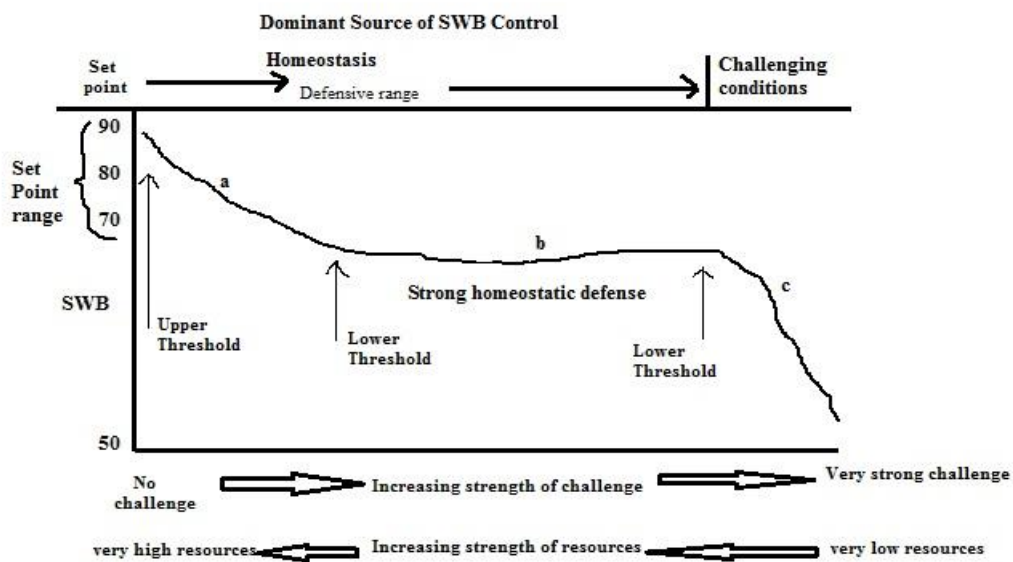 Dominant Source of SWB Control
Set
point
Homeostasis
Defensive range
Challenging
conditions
90
80
70
Set
Point
range
SWB
50
a
b
c
Strong homeostatic defense
Upper
Threshold
Lower
Threshold
Lower
Threshold
No
challenge
Increasing strength of challenge
Very strong challenge
very high resources
Increasing strength of resources
very low resources